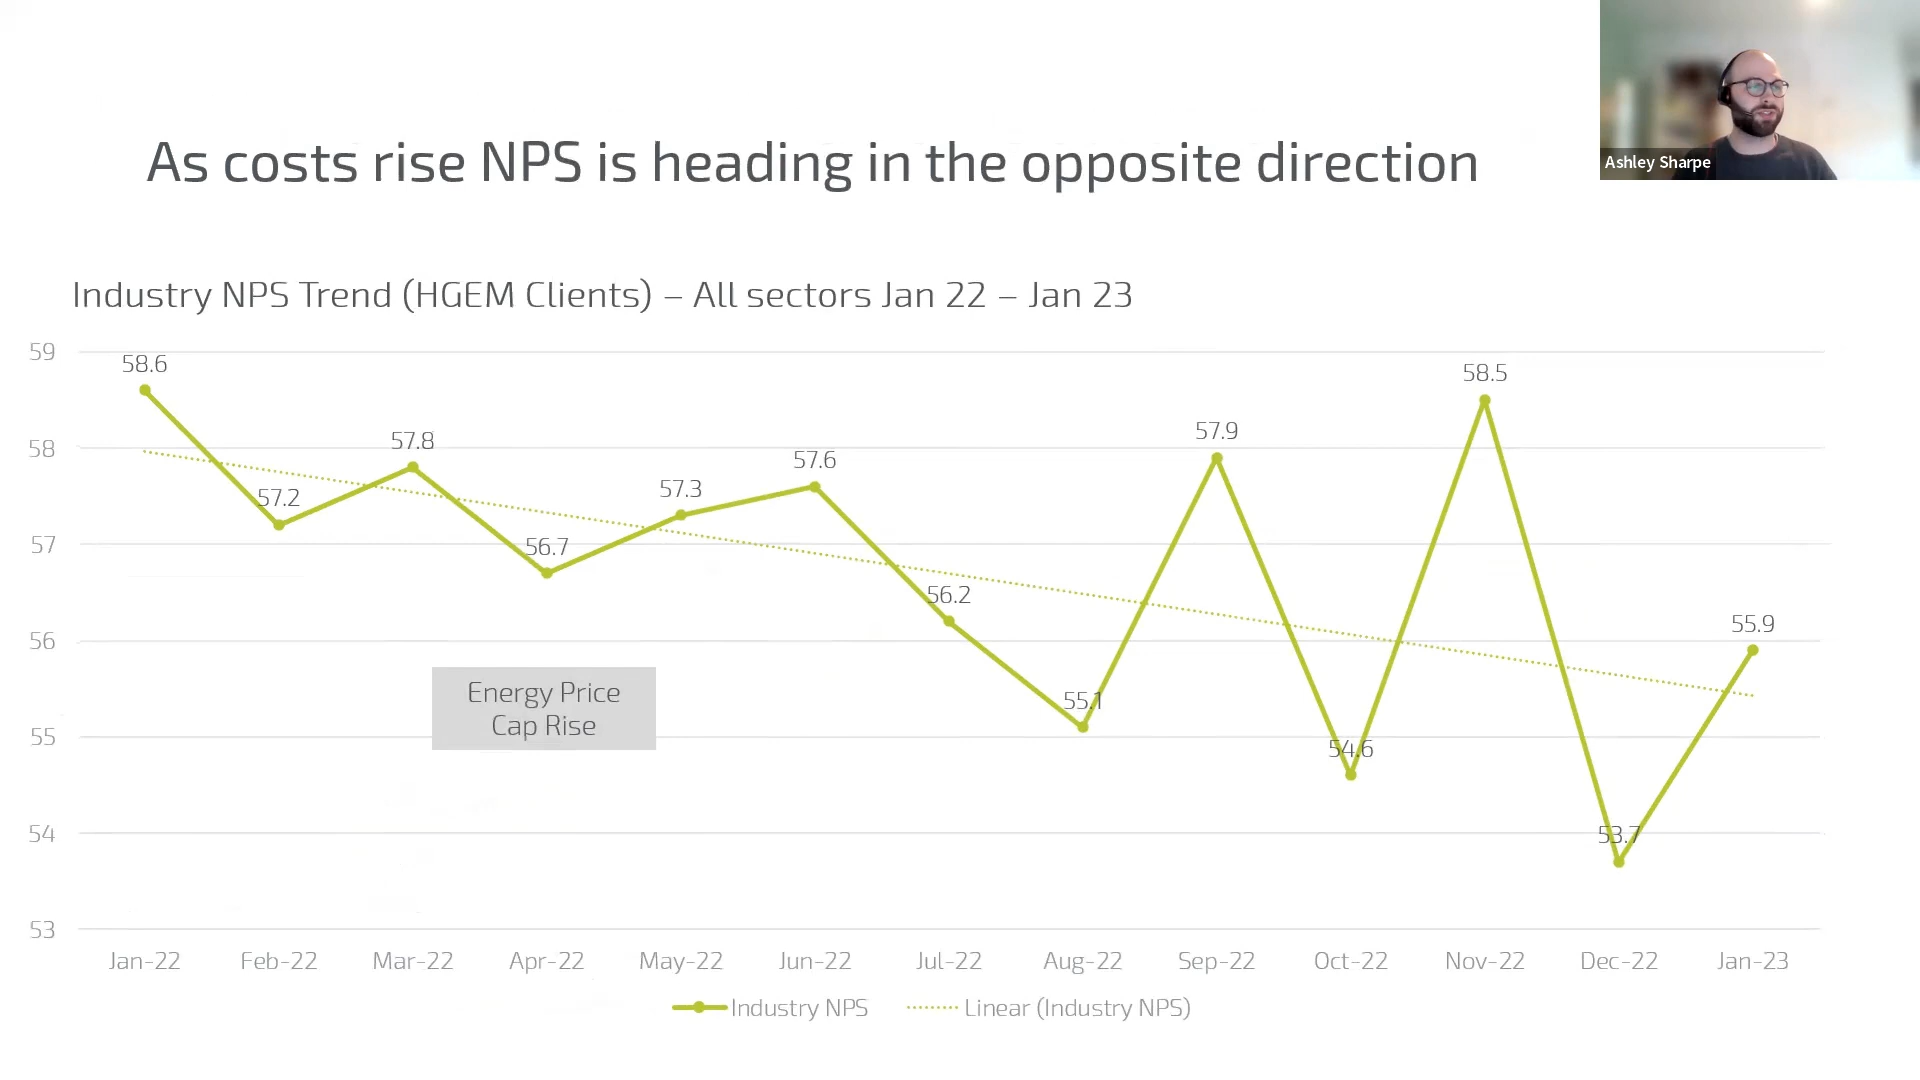 Ashley Sharpe
As costs rise NPS is heading in the opposite direction
Industry NPS Trend (HGEM Clients) – All sectors Jan 22 – Jan 23
59
58
57
56
55
54
53
58.6
57.2
57.8
56.7
57.3
57.6
56.2
55.1
57.9
54.6
58.5
53.7
55.9
Energy Price
Cap Rise
Jan-22 Feb-22 Mar-22 Apr-22 May-22 Jun-22 Jul-22 Aug-22 Sep-22 Oct-22 Nov-22 Dec-22 Jan-23
Industry NPS Linear (Industry NPS)